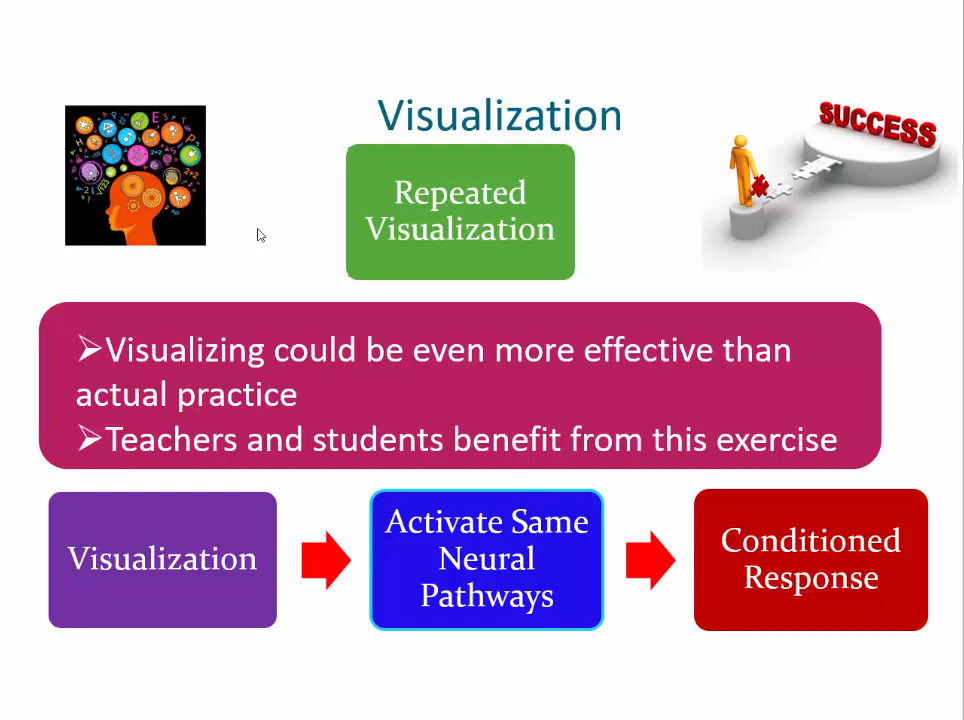 Visualization
SUCCESS
Repeated
Visualization
➢Visualizing could be even more effective than
actual practice
➢Teachers and students benefit from this exercise
Visualization
Activate Same
Neural
Pathways
Conditioned
Response